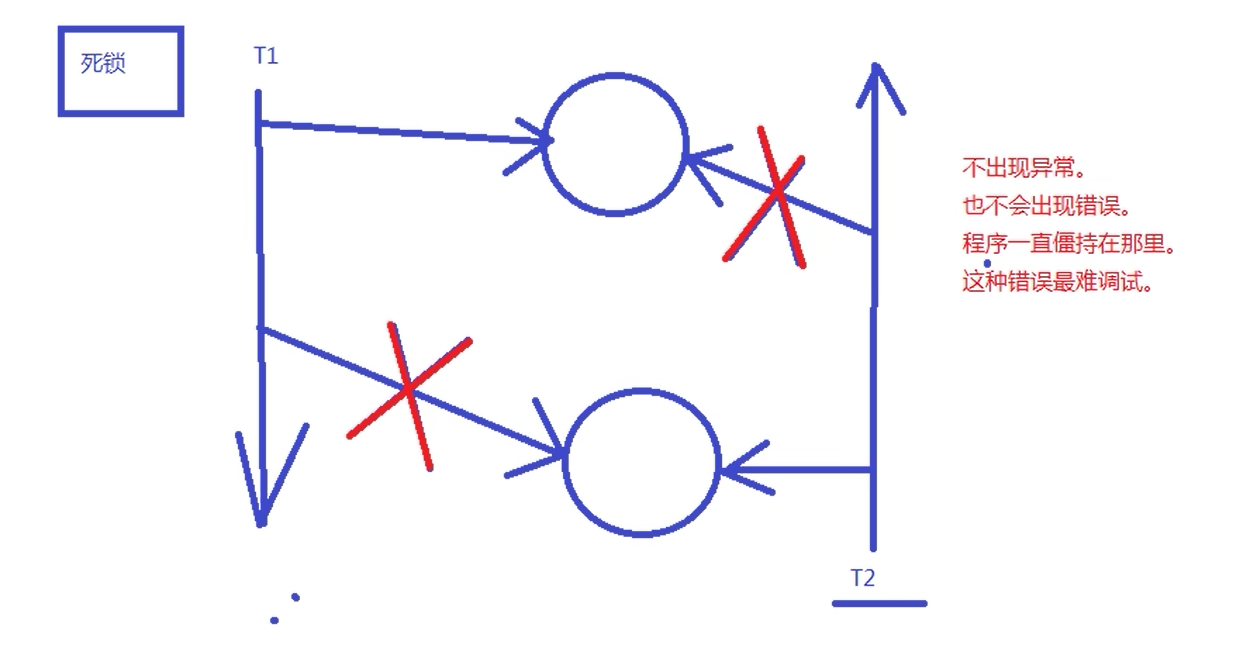 死锁
T1
不出现异常。
也不会出现错误。
程序一直僵持在那里。
这种错误最难调试。
T2